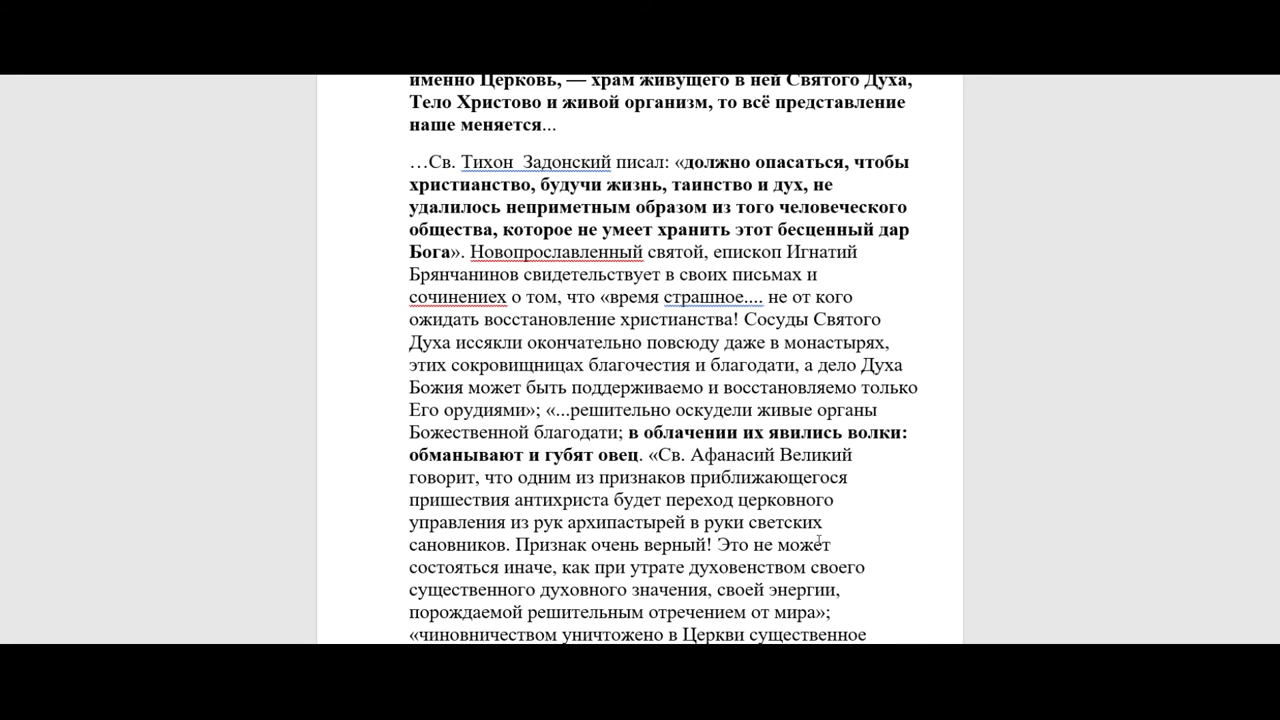 именно Церковь, — храм живущего в ней Святого Духа,
Тело Христово и живой организм, то всё представление
наше меняется...
…Св. Тихон  Задонский писал: «должно опасаться, чтобы
христианство, будучи жизнь, таинство и дух, не
удалилось неприметным образом из того человеческого
общества, которое не умеет хранить этот бесценный дар
Бога». Новопрославленный святой, епископ Игнатий
Брянчанинов свидетельствует в своих письмах и
сочинениех о том, что «время страшное.... не от кого
ожидать восстановление христианства! Сосуды Святого
Духа иссякли окончательно повсюду даже в монастырях,
этих сокровищницах благочестия и благодати, а дело Духа
Божия может быть поддерживаемо и восстановляемо только
Его орудиями»; «...решительно оскудели живые органы
Божественной благодати; в облачении их явились волки:
обманывают и губят овец. «Св. Афанасий Великий
говорит, что одним из признаков приближающегося
пришествия антихриста будет переход церковного
управления из рук архипастырей в руки светских
сановников. Признак очень верный! Это не может
состояться иначе, как при утрате духовенством своего
существенного духовного значения, своей энергии,
порождаемой решительным отречением от мира»;
«чиновничеством уничтожено в Церкви существенное